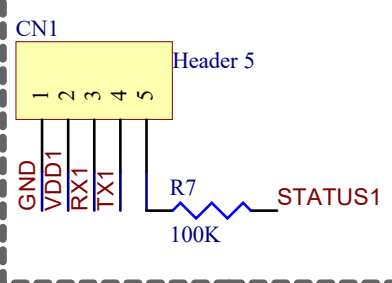 CN1
Header 5
1 2 3 4 5
GND
VDD1
RX1
TX1
R7
STATUS1
100K